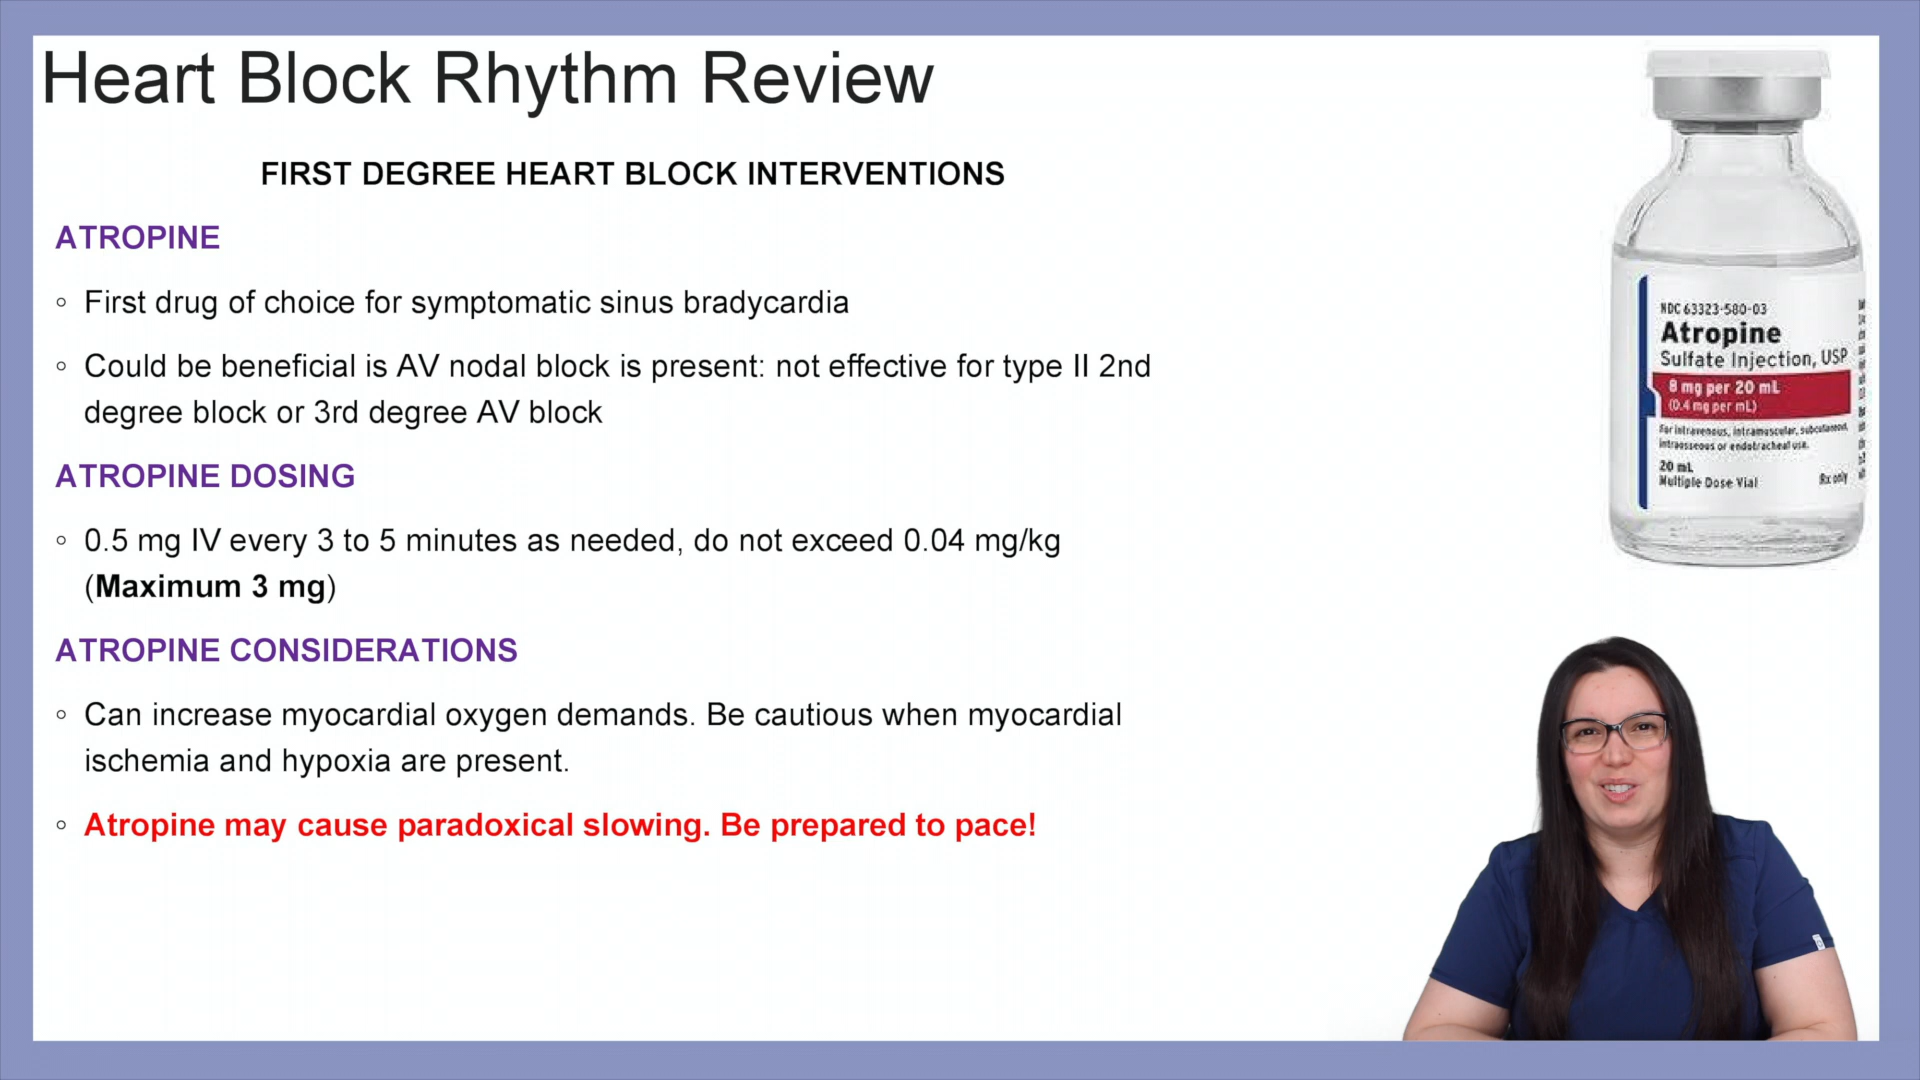 Heart Block Rhythm Review
FIRST DEGREE HEART BLOCK INTERVENTIONS
ATROPINE
◦ First drug of choice for symptomatic sinus bradycardia
◦ Could be beneficial is AV nodal block is present: not effective for type II 2nd
degree block or 3rd degree AV block
ATROPINE DOSING
◦ 0.5 mg IV every 3 to 5 minutes as needed, do not exceed 0.04 mg/kg
(Maximum 3 mg)
ATROPINE CONSIDERATIONS
◦ Can increase myocardial oxygen demands. Be cautious when myocardial
ischemia and hypoxia are present.
◦ Atropine may cause paradoxical slowing. Be prepared to pace!
NDC 63323-580-03
Atropine
Sulfate Injection, USP
8 mg per 20 mL
(0.4 mg per mL)
For intravenous, intramuscular, subcutaneous,
intraosseous or endotracheal use.
20 mL
Multiple Dose Vial
Rx only